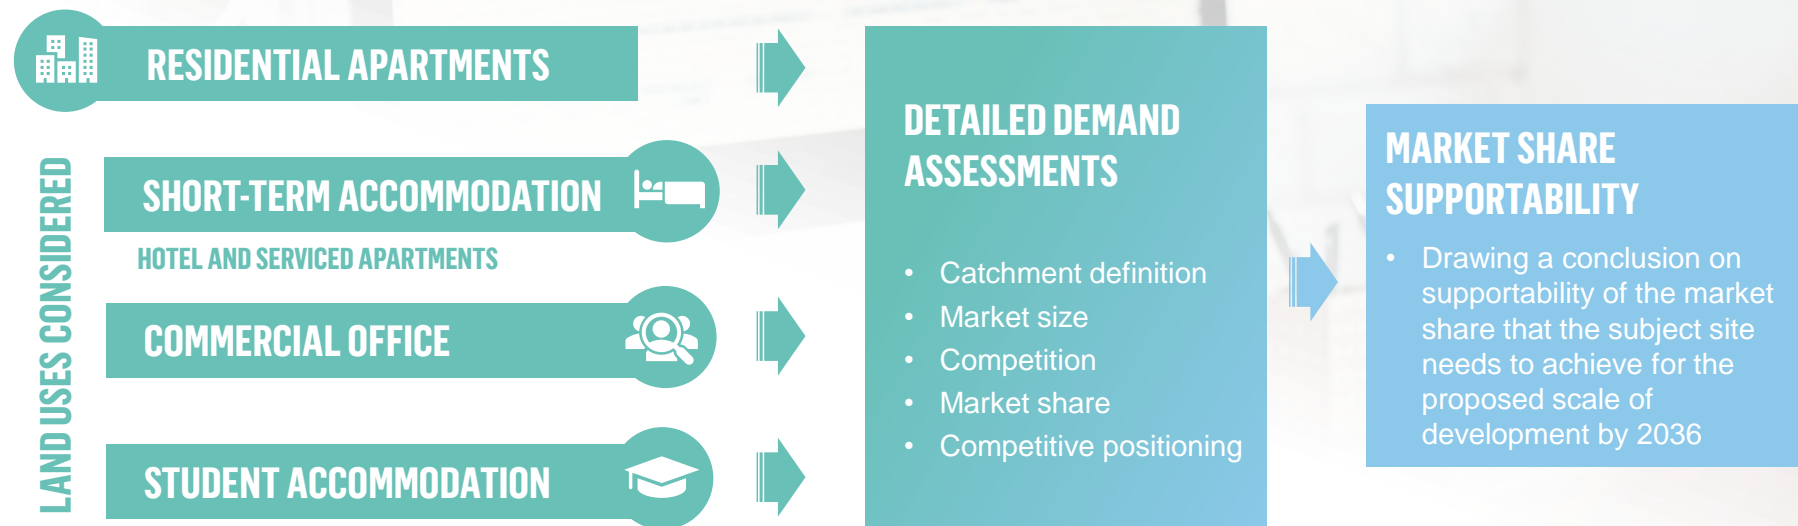 LAND USES CONSIDERED
RESIDENTIAL APARTMENTS
SHORT-TERM ACCOMMODATION
HOTEL AND SERVICED APARTMENTS
COMMERCIAL OFFICE
STUDENT ACCOMMODATION
DETAILED DEMAND
ASSESSMENTS
• Catchment definition
• Market size
• Competition
• Market share
• Competitive positioning
MARKET SHARE
SUPPORTABILITY
• Drawing a conclusion on
supportability of the market
share that the subject site
needs to achieve for the
proposed scale of
development by 2036